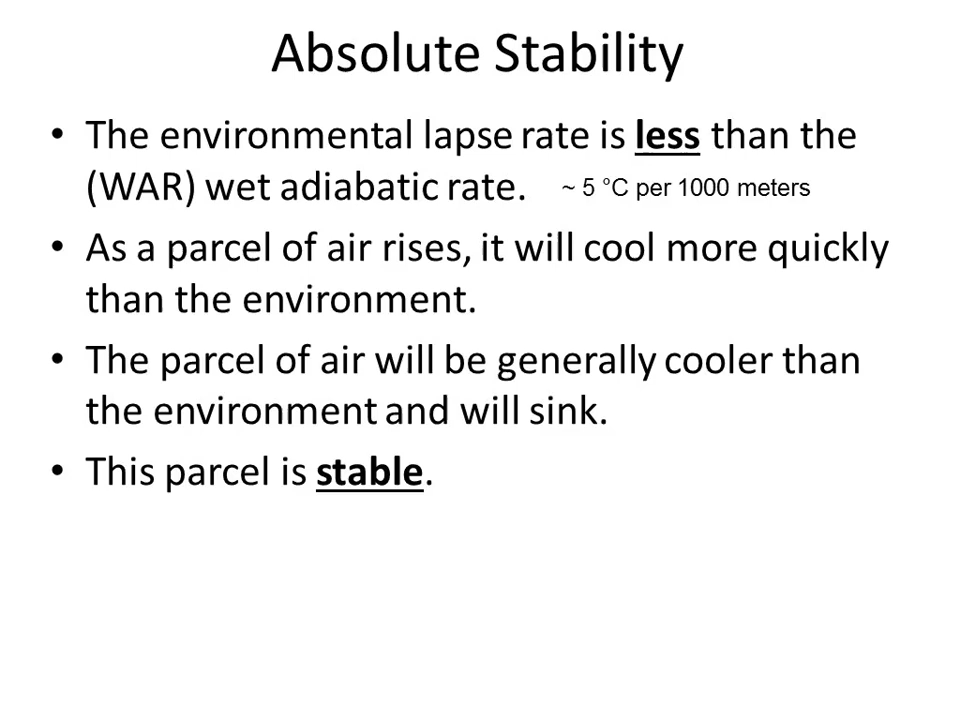 Absolute Stability
• The environmental lapse rate is less than the
(WAR) wet adiabatic rate. ~ 5 °C per 1000 meters
• As a parcel of air rises, it will cool more quickly
than the environment.
• The parcel of air will be generally cooler than
the environment and will sink.
• This parcel is stable.